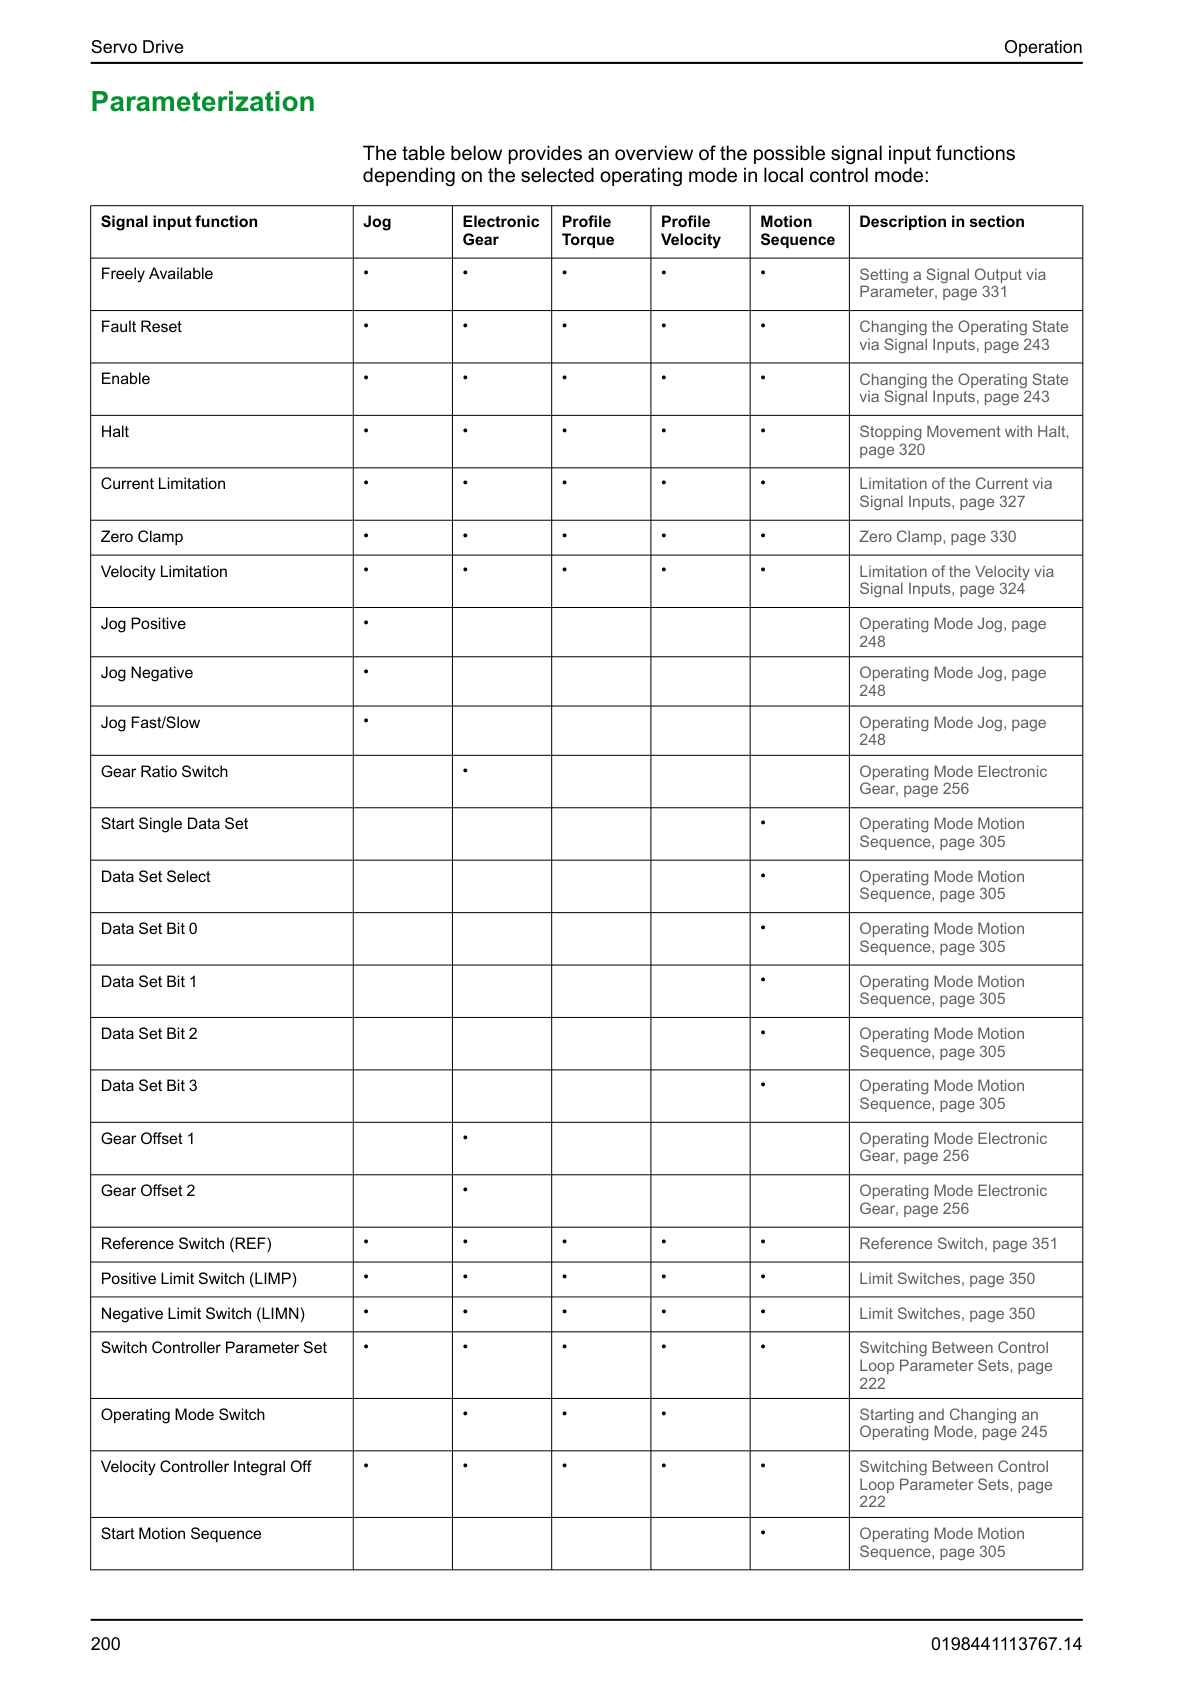 Servo Drive Operation
Parameterization
The table below provides an overview of the possible signal input functions
depending on the selected operating mode in local control mode:
Signal input function Jog Electronic Gear Profile Torque Profile Velocity Motion Sequence Description in section
Freely Available • • • • • Setting a Signal Output via
Parameter, page 331
Fault Reset • • • • • Changing the Operating State
via Signal Inputs, page 243
Enable • • • • • Changing the Operating State
via Signal Inputs, page 243
Halt • • • • • Stopping Movement with Halt,
page 320
Current Limitation • • • • • Limitation of the Current via
Signal Inputs, page 327
Zero Clamp • • • • • Zero Clamp, page 330
Velocity Limitation • • • • • Limitation of the Velocity via
Signal Inputs, page 324
Jog Positive • Operating Mode Jog, page
248
Jog Negative • Operating Mode Jog, page
248
Jog Fast/Slow • Operating Mode Jog, page
248
Gear Ratio Switch • Operating Mode Electronic
Gear, page 256
Start Single Data Set • Operating Mode Motion
Sequence, page 305
Data Set Select • Operating Mode Motion
Sequence, page 305
Data Set Bit 0 • Operating Mode Motion
Sequence, page 305
Data Set Bit 1 • Operating Mode Motion
Sequence, page 305
Data Set Bit 2 • Operating Mode Motion
Sequence, page 305
Data Set Bit 3 • Operating Mode Motion
Sequence, page 305
Gear Offset 1 • Operating Mode Electronic
Gear, page 256
Gear Offset 2 • Operating Mode Electronic
Gear, page 256
Reference Switch (REF) • • • • • Reference Switch, page 351
Positive Limit Switch (LIMP) • • • • • Limit Switches, page 350
Negative Limit Switch (LIMN) • • • • • Limit Switches, page 350
Switch Controller Parameter Set • • • • • Switching Between Control
Loop Parameter Sets, page
222
Operating Mode Switch • • • Starting and Changing an
Operating Mode, page 245
Velocity Controller Integral Off • • • • • Switching Between Control
Loop Parameter Sets, page
222
Start Motion Sequence • Operating Mode Motion
Sequence, page 305
200 0198441113767.14